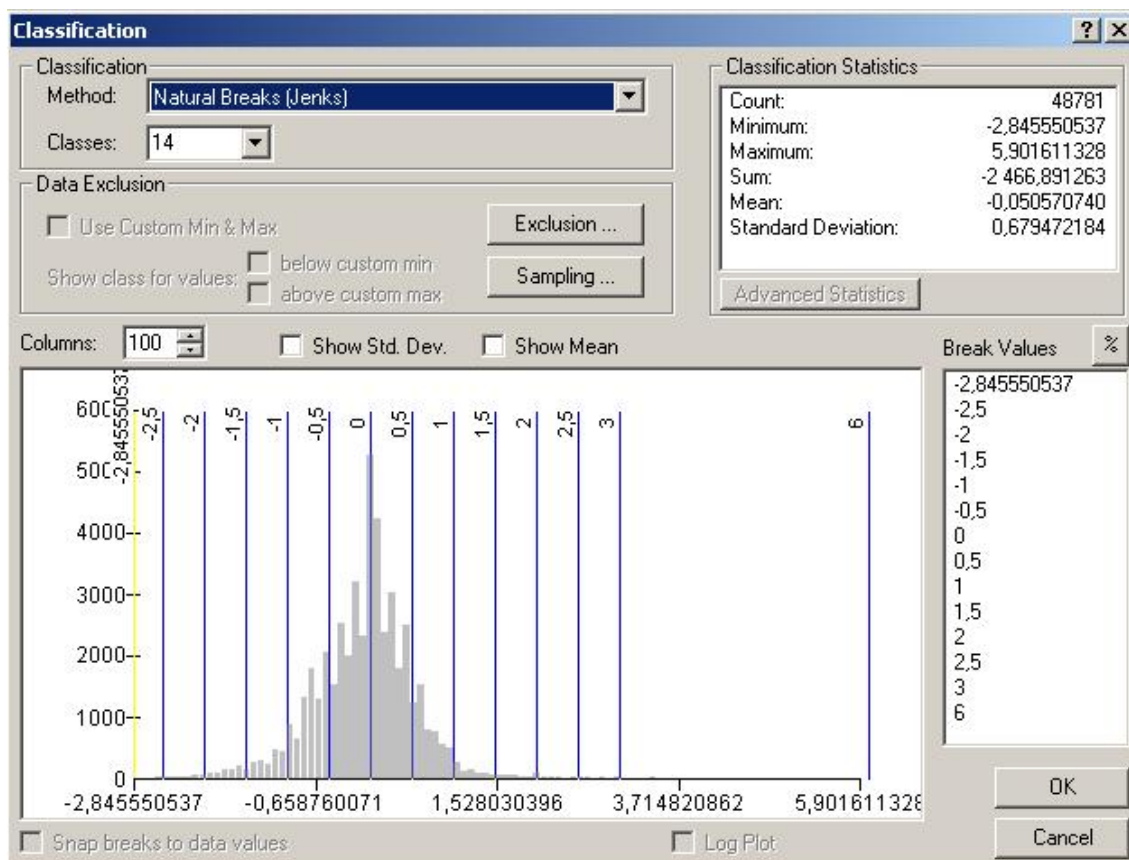 Classification
Classification
Method: Natural Breaks (Jenks)
Classes: 14
Data Exclusion
Use Custom Min & Max
Show class for values:
below custom min
above custom max
Exclusion ...
Sampling ...
Classification Statistics
Count: 48781
Minimum: -2,845550537
Maximum: 5,901611328
Sum: -2 466,891263
Mean: -0,050570740
Standard Deviation: 0,679472184
Advanced Statistics
Columns: 100
Show Std. Dev.
Show Mean
Break Values %
-2,845550537
-2,5
-2
-1,5
-1
-0,5
0
0,5
1
1,5
2
2,5
3
6
-2,845550537 -2,5 -2 -1,5 -1 -0,5 0 0,5 1 1,5 2 2,5 3 6
4000
3000
2000
1000
0
-2,845550537 -0,658760071 1,528030396 3,714820862 5,901611328
Snap breaks to data values
Log Plot
OK
Cancel